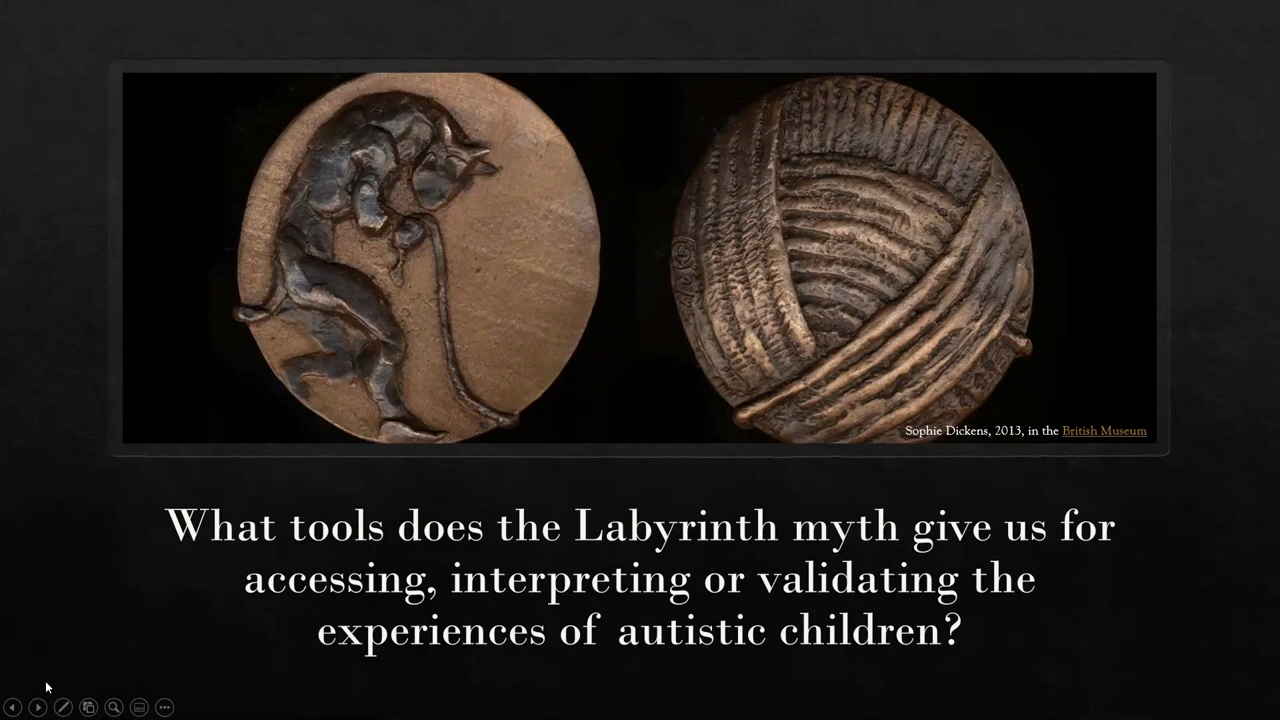 Sophie Dickens, 2013, in the British Museum
What tools does the Labyrinth myth give us for
accessing, interpreting or validating the
experiences of autistic children?